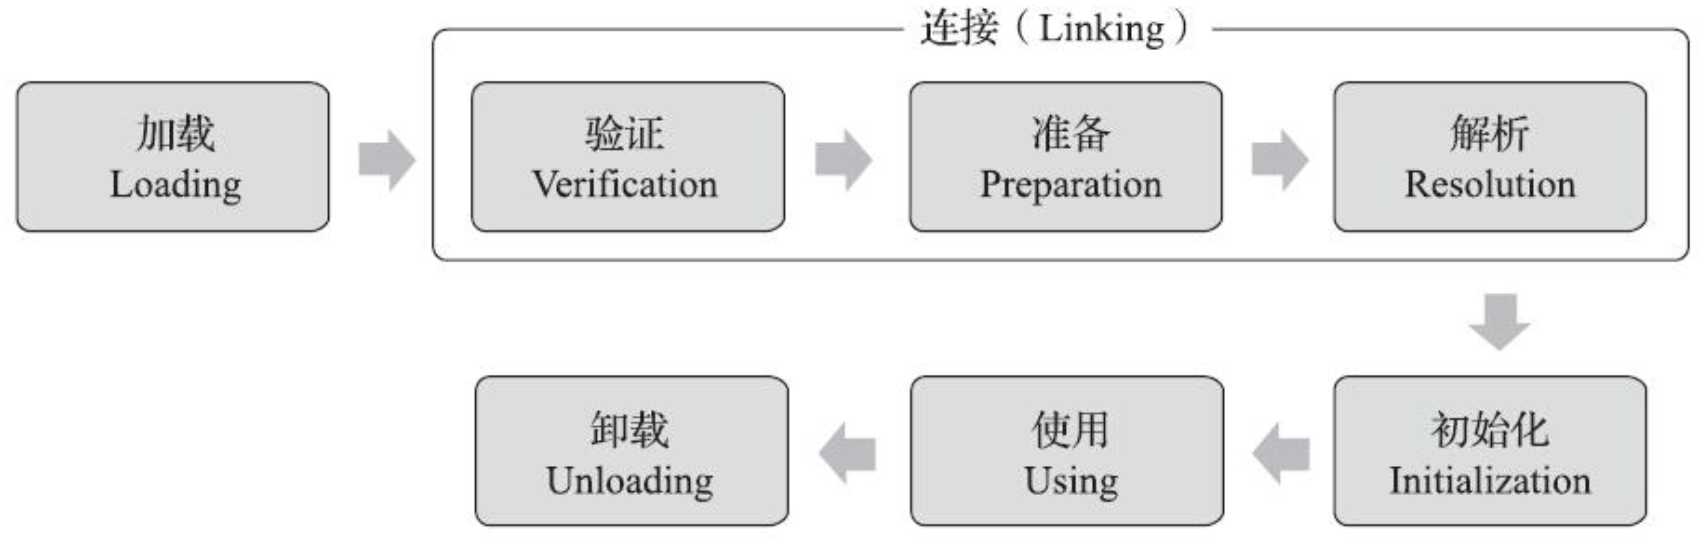 连接（Linking）
加载
Loading
验证
Verification
准备
Preparation
解析
Resolution
初始化
Initialization
使用
Using
卸载
Unloading